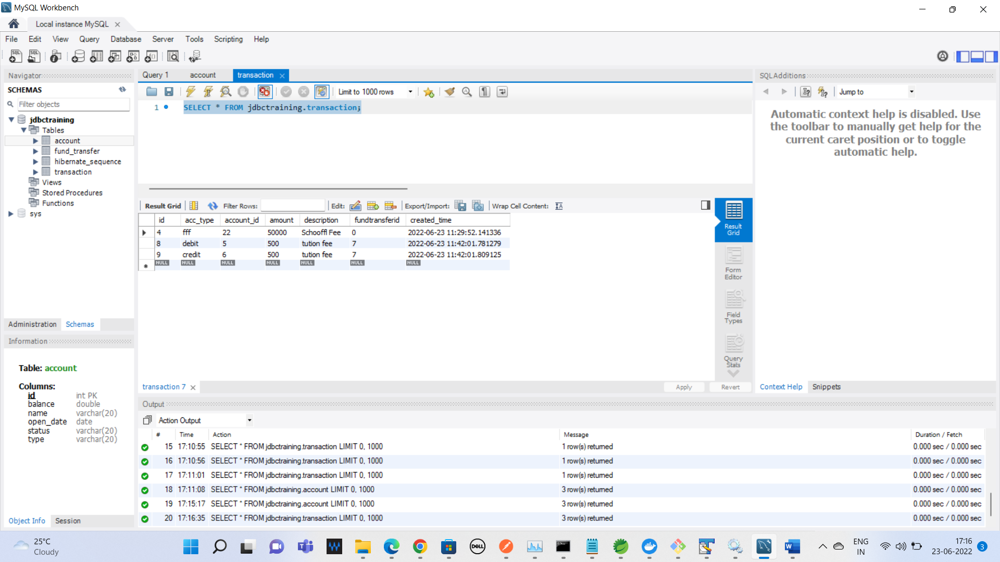 MySQL Workbench
Local instance MySQL
File Edit View Query Database Server Tools Scripting Help
Navigator
SCHEMAS
Filter objects
jdbctraining
Tables
account
fund_transfer
hibernate_sequence
transaction
Views
Stored Procedures
Functions
sys
Administration Schemas
Information
Table: account
Columns:
id int PK
balance double
name varchar(20)
open_date date
status varchar(20)
type varchar(20)
Object Info Session
Query 1 account transaction
Limit to 1000 rows
1 SELECT * FROM jdbctraining.transaction;
Result Grid Filter Rows: Edit: Export/Import: Wrap Cell Content:
id acc_type account_id amount description fundtransferid created_time
4 fff 22 50000 Schooffl Fee 0 2022-06-23 11:29:52.141336
8 debit 5 500 tution fee 7 2022-06-23 11:42:01.781279
9 credit 6 500 tution fee 7 2022-06-23 11:42:01.809125
NULL NULL NULL NULL NULL NULL NULL
Result
Grid
Form
Editor
Field
Types
Query
Stats
transaction 7 Apply Revert
SQLAdditions
Jump to
Automatic context help is disabled. Use
the toolbar to manually get help for the
current caret position or to toggle
automatic help.
Context Help Snippets
Output
Action Output
# Time Action Message Duration / Fetch
15 17:10:55 SELECT * FROM jdbctraining.transaction LIMIT 0, 1000 1 row(s) returned 0.000 sec / 0.000 sec
16 17:10:56 SELECT * FROM jdbctraining.transaction LIMIT 0, 1000 1 row(s) returned 0.000 sec / 0.000 sec
17 17:11:01 SELECT * FROM jdbctraining.transaction LIMIT 0, 1000 1 row(s) returned 0.000 sec / 0.000 sec
18 17:11:08 SELECT * FROM jdbctraining.account LIMIT 0, 1000 3 row(s) returned 0.000 sec / 0.000 sec
19 17:15:17 SELECT * FROM jdbctraining.account LIMIT 0, 1000 3 row(s) returned 0.000 sec / 0.000 sec
20 17:16:35 SELECT * FROM jdbctraining.transaction LIMIT 0, 1000 3 row(s) returned 0.000 sec / 0.000 sec
25°C
Cloudy
DELL
ENG
IN
17:16
23-06-2022
3